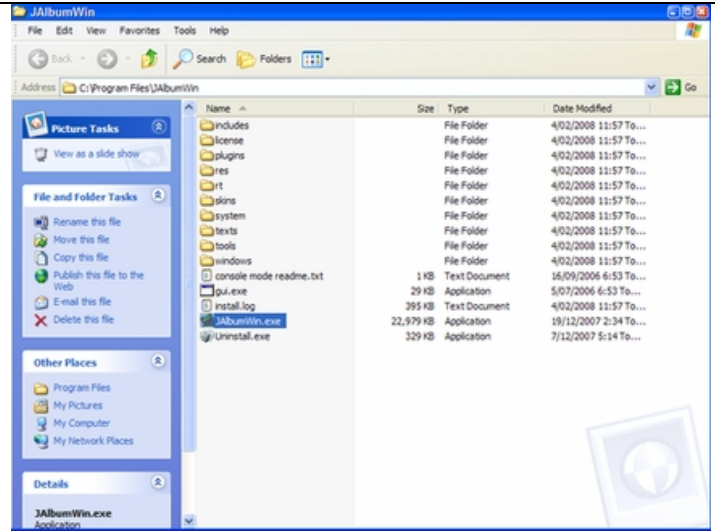 JAlbumWin
File Edit View Favorites Tools Help
Back Search Folders
Address C:\Program Files\JAlbumWin Go
Picture Tasks
View as a slide show
File and Folder Tasks
Rename this file
Move this file
Copy this file
Publish this file to the
Web
E-mail this file
Delete this file
Other Places
Program Files
My Pictures
My Computer
My Network Places
Details
JAlbumWin.exe
Application
Name Size Type Date Modified
includes File Folder 4/02/2008 11:57 To...
license File Folder 4/02/2008 11:57 To...
plugins File Folder 4/02/2008 11:57 To...
res File Folder 4/02/2008 11:57 To...
rt File Folder 4/02/2008 11:57 To...
skins File Folder 4/02/2008 11:57 To...
system File Folder 4/02/2008 11:57 To...
texts File Folder 4/02/2008 11:57 To...
tools File Folder 4/02/2008 11:57 To...
windows File Folder 4/02/2008 11:57 To...
console mode readme.txt 1 KB Text Document 16/09/2006 6:53 To...
gui.exe 29 KB Application 5/07/2006 6:53 To...
install.log 395 KB Text Document 4/02/2008 11:57 To...
JAlbumWin.exe 22,979 KB Application 19/12/2007 2:34 To...
Uninstall.exe 329 KB Application 7/12/2007 5:14 To...